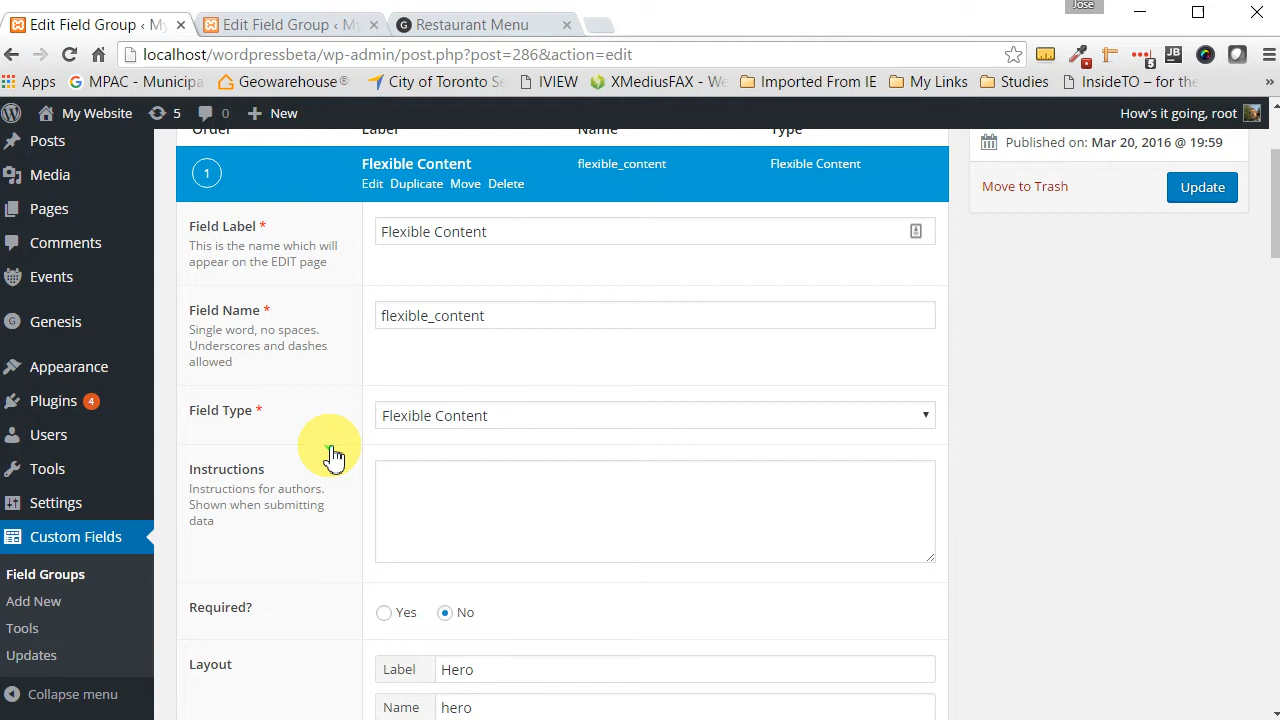 Jose
Edit Field Group ‹ My
Edit Field Group ‹ My
Restaurant Menu
localhost/wordpressbeta/wp-admin/post.php?post=286&action=edit
Apps MPAC - Municipa Geowarehouse® City of Toronto Se IVIEW XMediusFAX - We Imported From IE My Links Studies InsideTO – for the »
My Website 5 0 New How's it going, root
Order Label Name Type
Posts
Media
Pages
Comments
Events
Genesis
Appearance
Plugins 4
Users
Tools
Settings
Custom Fields
Field Groups
Add New
Tools
Updates
Collapse menu
1 Flexible Content flexible_content Flexible Content
Edit Duplicate Move Delete
Field Label *
This is the name which will
appear on the EDIT page
Flexible Content
Field Name *
Single word, no spaces.
Underscores and dashes
allowed
flexible_content
Field Type *
Flexible Content
Instructions
Instructions for authors.
Shown when submitting
data
Required?
Yes No
Layout
Label Hero
Name hero
Published on: Mar 20, 2016 @ 19:59
Move to Trash Update